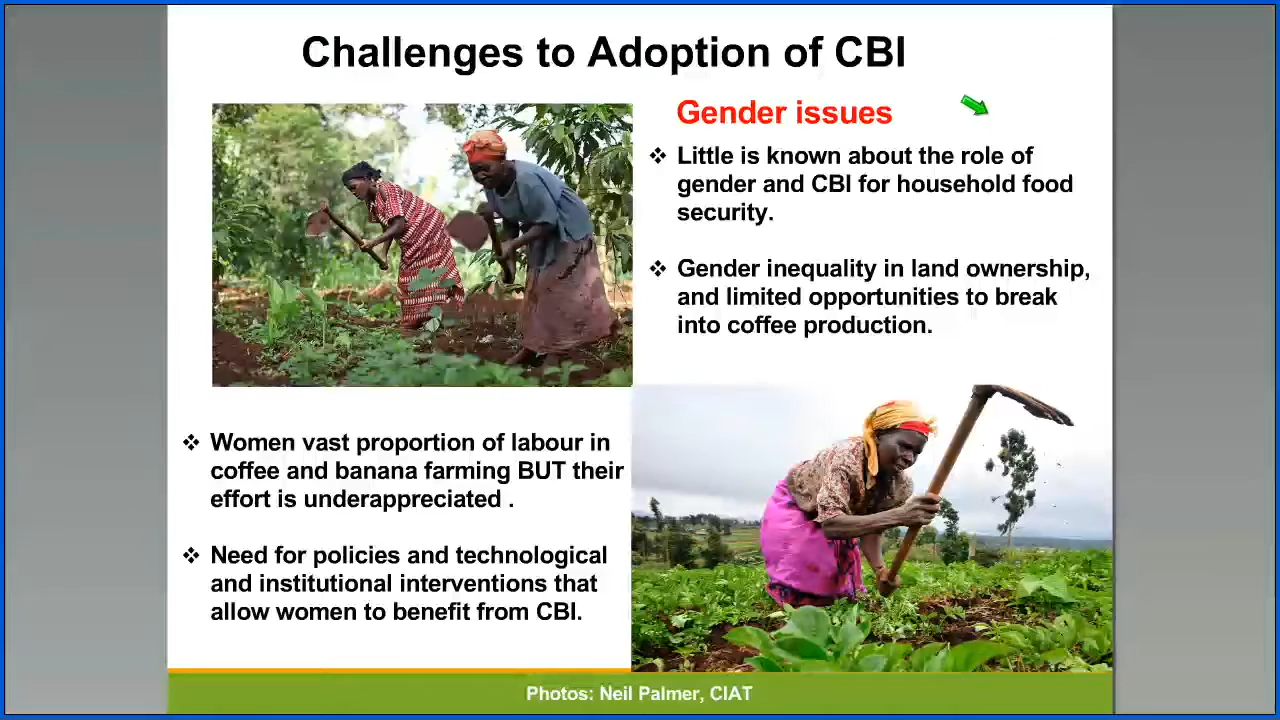 Challenges to Adoption of CBI
Gender issues
❖ Little is known about the role of
gender and CBI for household food
security.
❖ Gender inequality in land ownership,
and limited opportunities to break
into coffee production.
❖ Women vast proportion of labour in
coffee and banana farming BUT their
effort is underappreciated .
❖ Need for policies and technological
and institutional interventions that
allow women to benefit from CBI.
Photos: Neil Palmer, CIAT